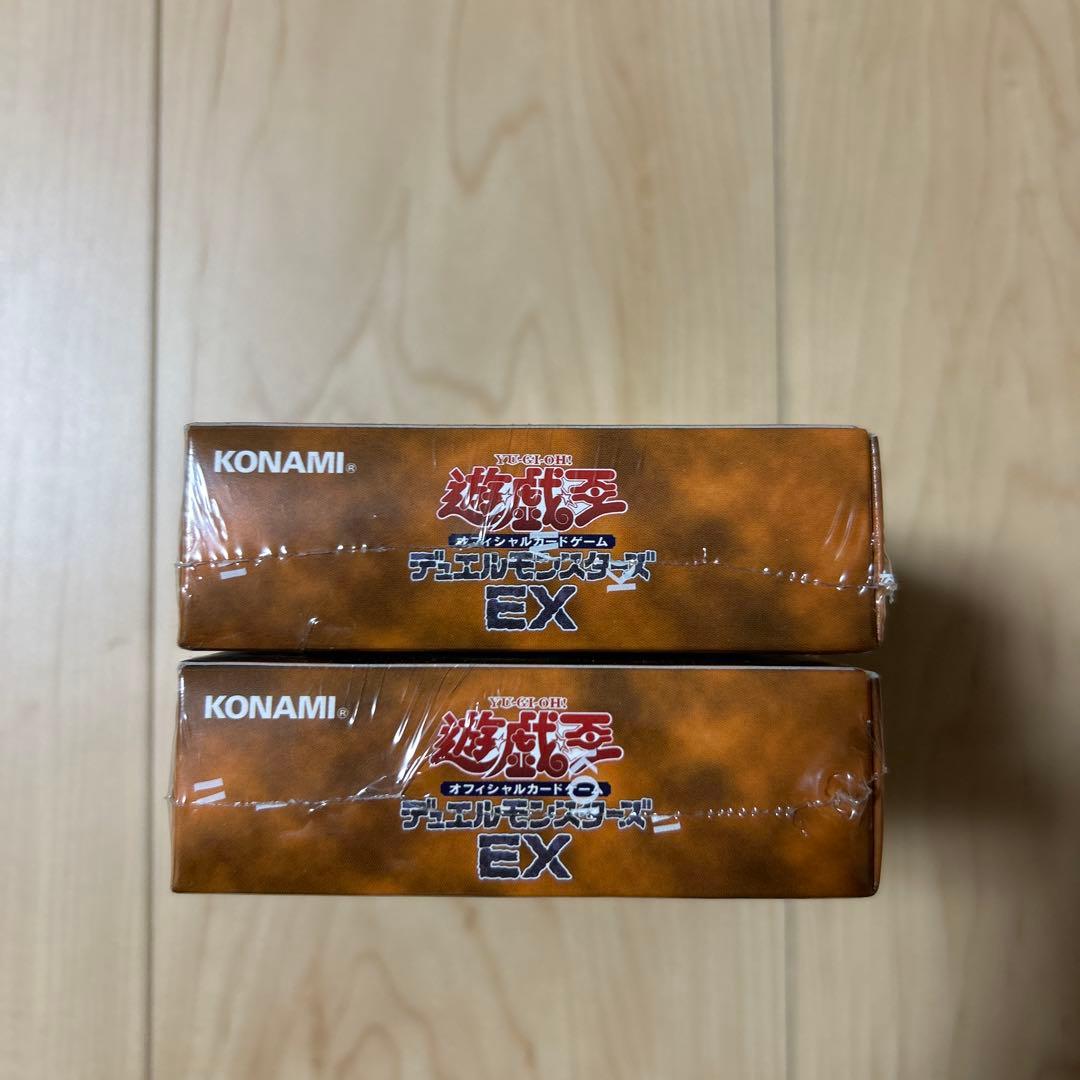 KONAMI®
YU-GI-OH!
遊戯王
オフィシャルカードゲーム
デュエルモンスターズ
EX
KONAMI®
YU-GI-OH!
遊戯王
オフィシャルカードゲーム
デュエルモンスターズ
EX